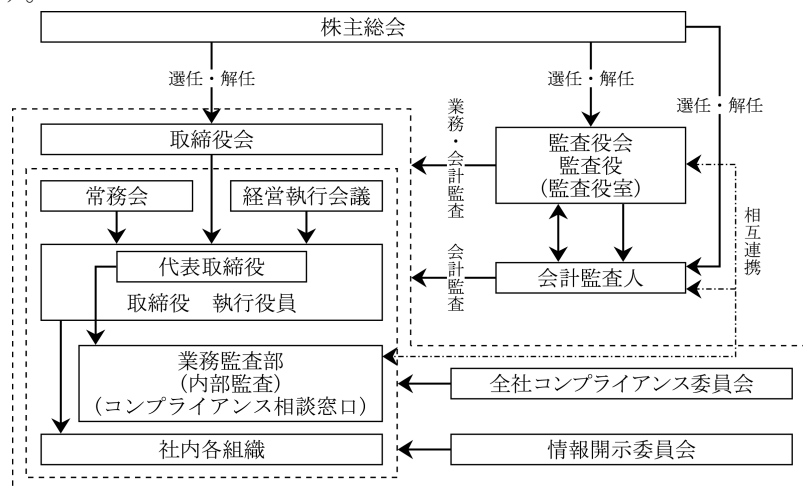 す。
株主総会
選任・解任
選任・解任
選任・解任
取締役会
業務・会計監査
監査役会
監査役
（監査役室）
常務会
経営執行会議
相互連携
代表取締役
会計監査
会計監査人
取締役　執行役員
業務監査部
（内部監査）
（コンプライアンス相談窓口）
全社コンプライアンス委員会
社内各組織
情報開示委員会